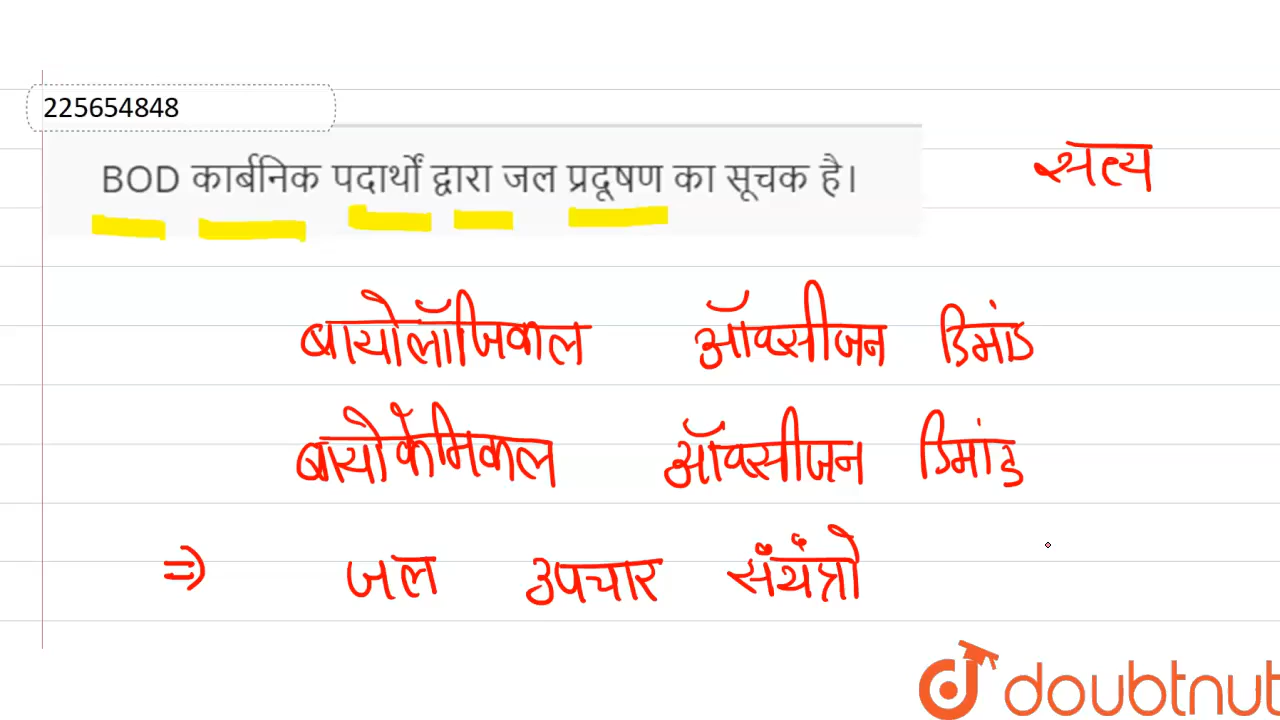 225654848
BOD कार्बनिक पदार्थों द्वारा जल प्रदूषण का सूचक है।
सत्य
बायोलॉजिकल ऑक्सीजन डिमांड
बायोकेमिकल ऑक्सीजन डिमांड
=> जल उपचार संयंत्रो
doubtnut